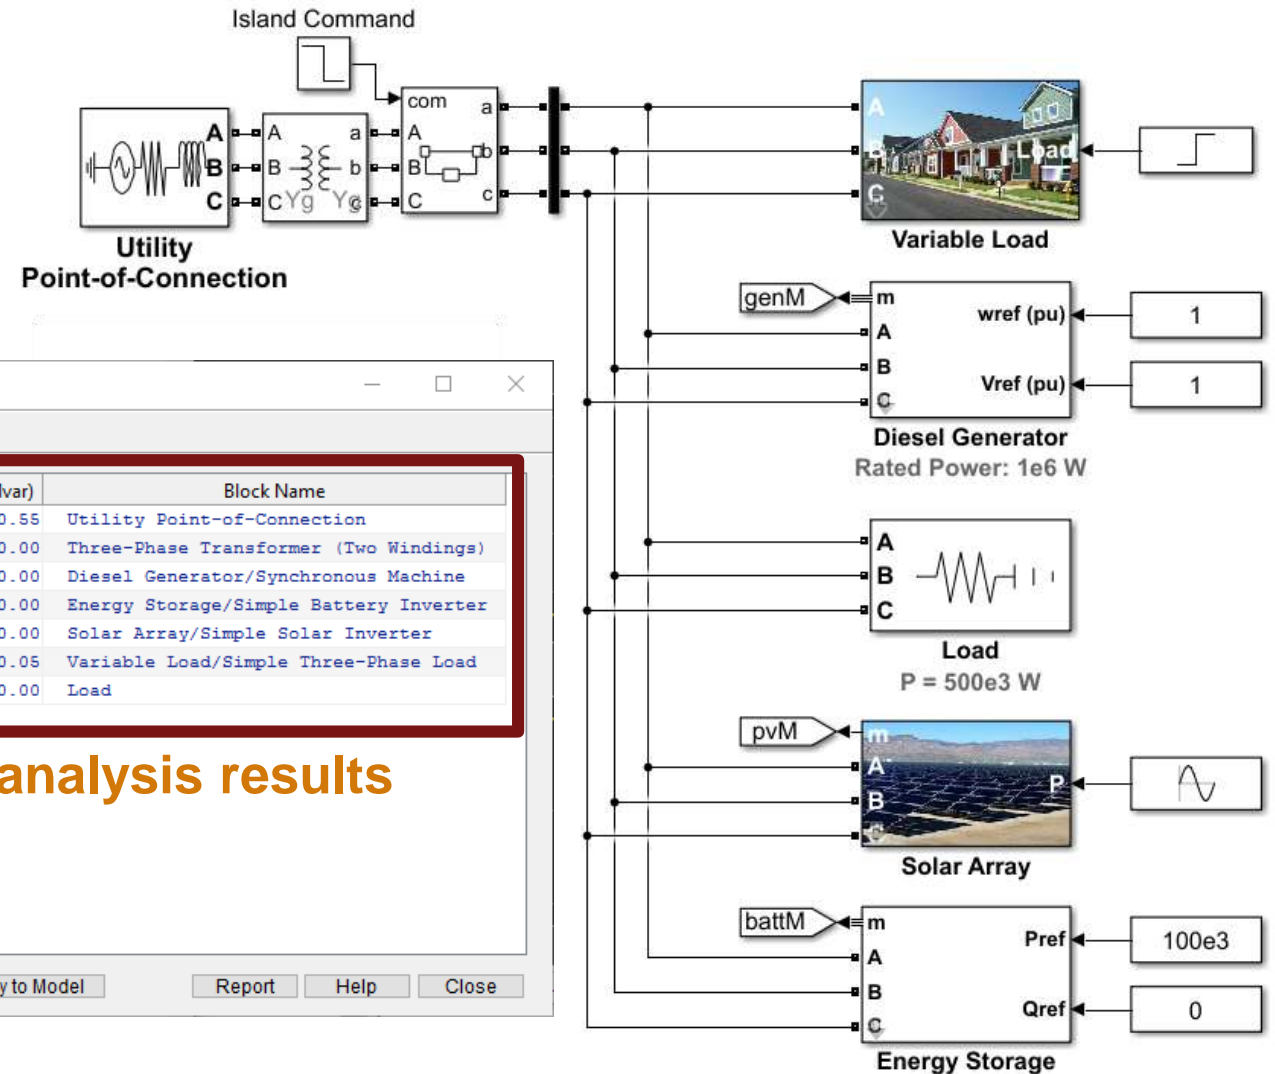 Island Command
com
a
b
c
A
B
C
A
B
C
a
b
c
Yg
Yg
A
B
C
Utility
Point-of-Connection
A
B
C
Load
Variable Load
genM
m
A
B
C
wref (pu)
Vref (pu)
1
1
Diesel Generator
Rated Power: 1e6 W
lvar) Block Name
0.55 Utility Point-of-Connection
0.00 Three-Phase Transformer (Two Windings)
0.00 Diesel Generator/Synchronous Machine
0.00 Energy Storage/Simple Battery Inverter
0.00 Solar Array/Simple Solar Inverter
0.05 Variable Load/Simple Three-Phase Load
0.00 Load
analysis results
y to Model Report Help Close
A
B
C
Load
P = 500e3 W
pvM
m
A
B
C
P
Solar Array
battM
m
A
B
C
Pref
Qref
100e3
0
Energy Storage